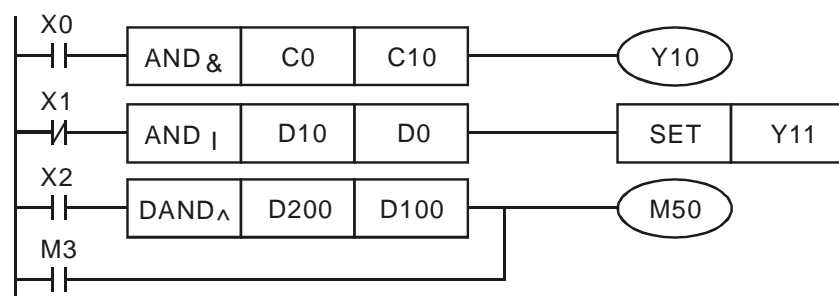 X0
AND & C0 C10 Y10
X1
AND | D10 D0 SET Y11
X2
DAND^ D200 D100 M50
M3